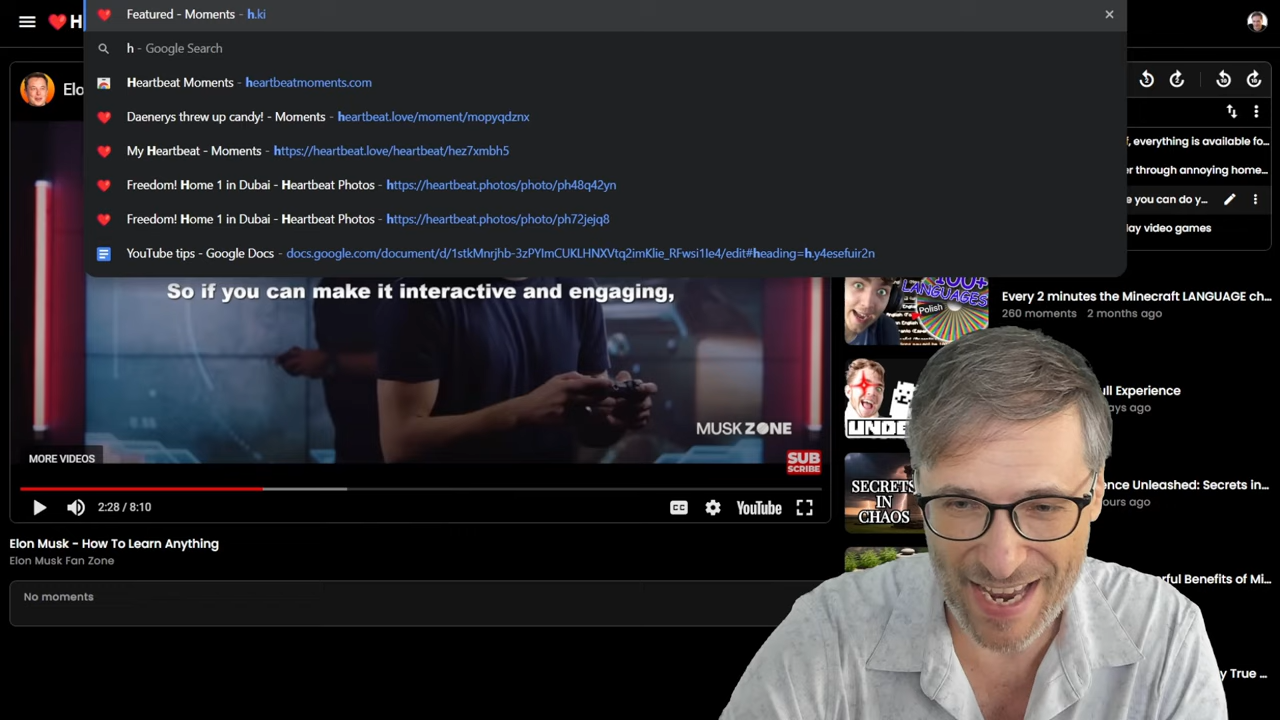 Featured - Moments - h.ki
H
h - Google Search
Heartbeat Moments - heartbeatmoments.com
Daenerys threw up candy! - Moments - heartbeat.love/moment/mopyqdznx
My Heartbeat - Moments - https://heartbeat.love/heartbeat/hez7xmbh5
Freedom! Home 1 in Dubai - Heartbeat Photos - https://heartbeat.photos/photo/ph48q42yn
Freedom! Home 1 in Dubai - Heartbeat Photos - https://heartbeat.photos/photo/ph72jejq8
YouTube tips - Google Docs - docs.google.com/document/d/1stkMnrjhb-3zPYImCUKLHNXVtq2imKlie_RFwsi1Ie4/edit#heading=h.y4esefuir2n
Elo
f, everything is available fo...
r through annoying home...
e you can do y...
lay video games
So if you can make it interactive and engaging,
MUSK ZONE
SUB
SCRIBE
MORE VIDEOS
2:28 / 8:10
CC
YouTube
Elon Musk - How To Learn Anything
Elon Musk Fan Zone
No moments
100+
LANGUAGES
Polish
Every 2 minutes the Minecraft LANGUAGE ch...
260 moments 2 months ago
UNDE
ull Experience
ays ago
SECRETS
IN
CHAOS
ence Unleashed: Secrets in...
ours ago
rful Benefits of Mi...
y True ...